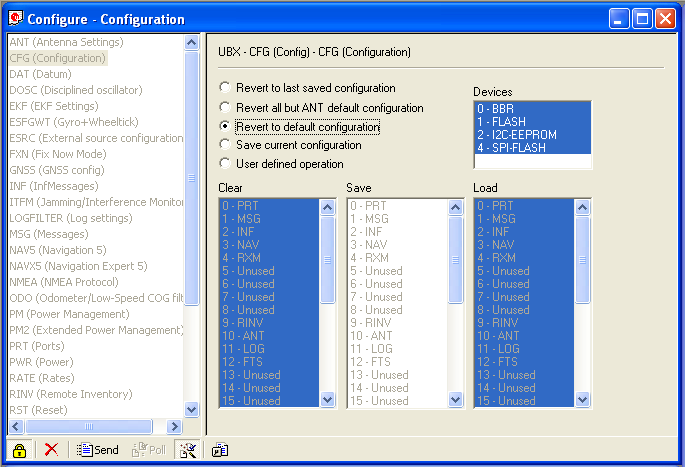 Configure - Configuration
ANT (Antenna Settings)
CFG (Configuration)
DAT (Datum)
DOSC (Disciplined oscillator)
EKF (EKF Settings)
ESFGWT (Gyro+Wheeltick)
ESRC (External source configuration
FXN (Fix Now Mode)
GNSS (GNSS config)
INF (InfMessages)
ITFM (Jamming/Interference Monitor
LOGFILTER (Log settings)
MSG (Messages)
NAV5 (Navigation 5)
NAVX5 (Navigation Expert 5)
NMEA (NMEA Protocol)
ODO (Odometer/Low-Speed COG filt
PM (Power Management)
PM2 (Extended Power Management)
PRT (Ports)
PWR (Power)
RATE (Rates)
RINV (Remote Inventory)
RST (Reset)
UBX - CFG (Config) - CFG (Configuration)
Revert to last saved configuration
Revert all but ANT default configuration
Revert to default configuration
Save current configuration
User defined operation
Devices
0 - BBR
1 - FLASH
2 - I2C-EEPROM
4 - SPI-FLASH
Clear
0 - PRT
1 - MSG
2 - INF
3 - NAV
4 - RXM
5 - Unused
6 - Unused
7 - Unused
8 - Unused
9 - RINV
10 - ANT
11 - LOG
12 - FTS
13 - Unused
14 - Unused
15 - Unused
Save
0 - PRT
1 - MSG
2 - INF
3 - NAV
4 - RXM
5 - Unused
6 - Unused
7 - Unused
8 - Unused
9 - RINV
10 - ANT
11 - LOG
12 - FTS
13 - Unused
14 - Unused
15 - Unused
Load
0 - PRT
1 - MSG
2 - INF
3 - NAV
4 - RXM
5 - Unused
6 - Unused
7 - Unused
8 - Unused
9 - RINV
10 - ANT
11 - LOG
12 - FTS
13 - Unused
14 - Unused
15 - Unused
Send
Poll